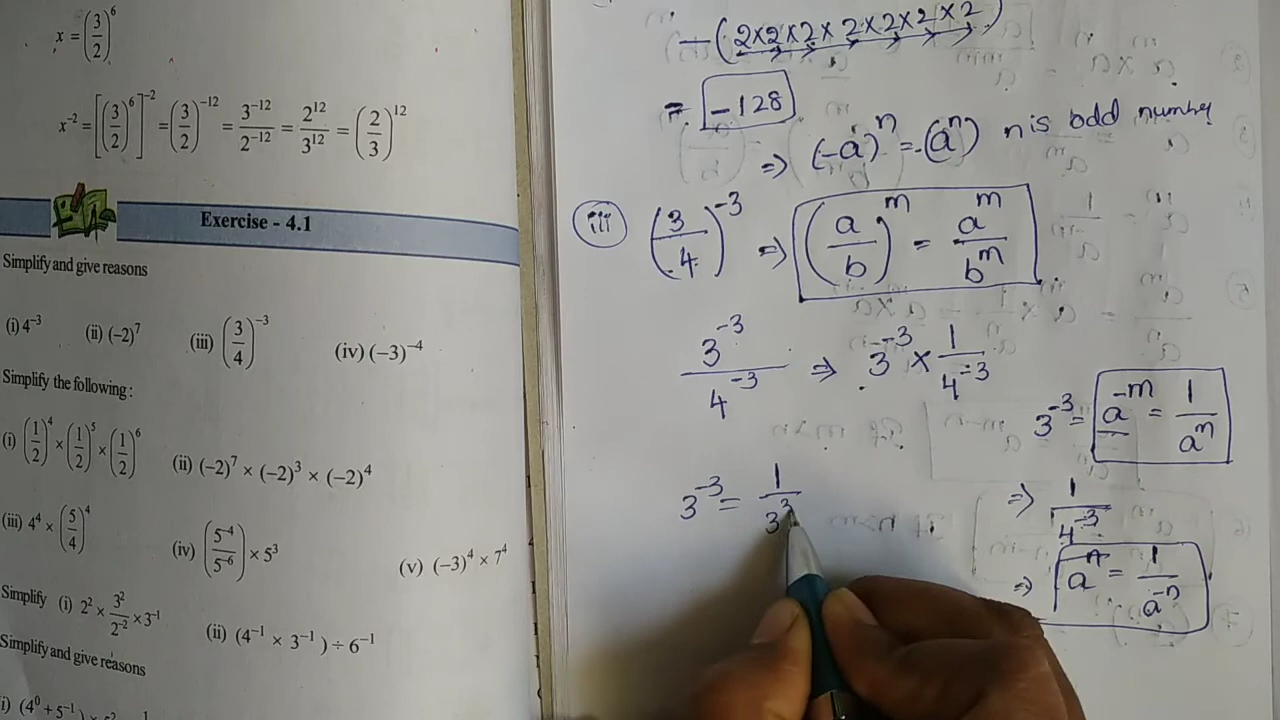 x = (3/2)^6
x^-2 = [(3/2)^6]^-2 = (3/2)^-12 = 3^-12/2^-12 = 2^12/3^12 = (2/3)^12
Exercise - 4.1
Simplify and give reasons
(i) 4^-3 (ii) (-2)^7 (iii) (3/4)^-3 (iv) (-3)^-4
Simplify the following :
(i) (1/2)^4 × (1/2)^5 × (1/2)^6 (ii) (-2)^7 × (-2)^3 × (-2)^4
(iii) 4^4 × (5/4)^4 (iv) (5^-4/5^-6) × 5^3 (v) (-3)^4 × 7^4
Simplify (i) 2^2 × 3^2/2^-2 × 3^-1 (ii) (4^-1 × 3^-1) ÷ 6^-1
Simplify and give reasons
-(2×2×2×2×2×2×2)
= -128
⇒ (-a)^n = -(a^n) n is odd number
iii (3/4)^-3 ⇒ (a/b)^m = a^m/b^m
3^-3/4^-3 ⇒ 3^-3 × 1/4^-3
3^-3 = a^-m = 1/a^n
3^-3 = 1/3^3
⇒ 1/4^-3
⇒ a^n = 1/a^-n